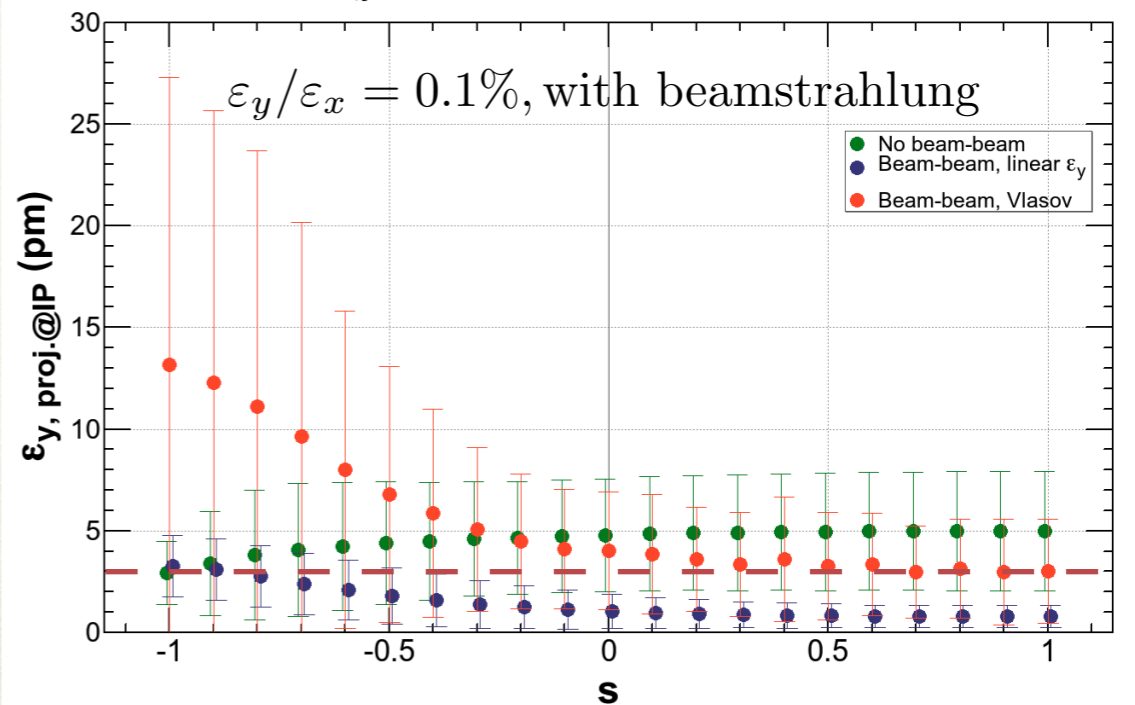 30
εy/εx = 0.1%, with beamstrahlung
25
No beam-beam
Beam-beam, linear εy
Beam-beam, Vlasov
20
15
10
5
0
εy, proj.@IP (pm)
-1 -0.5 0 0.5 1
s